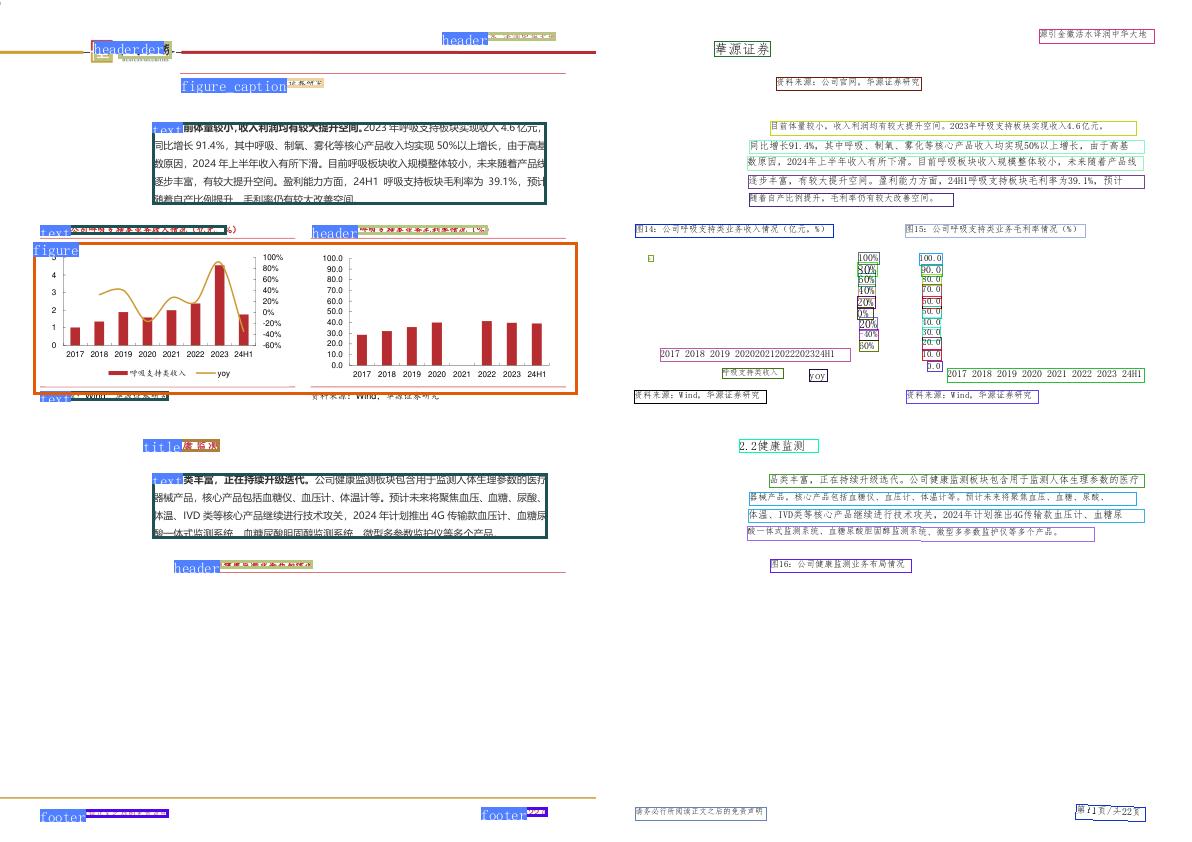 header
header
figure_caption
text
前体量较小，收入利润均有较大提升空间。2023年呼吸支持板块实现收入 4.6 亿元，
同比增长 91.4%，其中呼吸、制氧、雾化等核心产品收入均实现 50%以上增长，由于高基
数原因，2024 年上半年收入有所下滑。目前呼吸板块收入规模整体较小，未来随着产品线
逐步丰富，有较大提升空间。盈利能力方面，24H1 呼吸支持板块毛利率为 39.1%，预计
随着自产比例提升，毛利率仍有较大改善空间。
text
header
figure
5
4
3
2
1
0
100%
80%
60%
40%
20%
0%
-20%
-40%
-60%
2017 2018 2019 2020 2021 2022 2023 24H1
呼吸支持类收入
yoy
100.0
90.0
80.0
70.0
60.0
50.0
40.0
30.0
20.0
10.0
0.0
2017 2018 2019 2020 2021 2022 2023 24H1
text
资料来源：Wind，华源证券研究
title
text
类丰富，正在持续升级迭代。公司健康监测板块包含用于监测人体生理参数的医疗
器械产品，核心产品包括血糖仪、血压计、体温计等。预计未来将聚焦血压、血糖、尿酸、
体温、IVD 类等核心产品继续进行技术攻关，2024 年计划推出 4G 传输款血压计、血糖尿
酸一体式监测系统、血糖尿酸胆固醇监测系统、微型多参数监护仪等多个产品。
header
footer
footer
華源证券
源引金徽活水译润中华大地
资料来源：公司官网，华源证券研究
目前体量较小，收入利润均有较大提升空间。2023年呼吸支持板块实现收入4.6亿元，
同比增长91.4%，其中呼吸、制氧、雾化等核心产品收入均实现50%以上增长，由于高基
数原因，2024年上半年收入有所下滑。目前呼吸板块收入规模整体较小，未来随着产品线
逐步丰富，有较大提升空间。盈利能力方面，24H1呼吸支持板块毛利率为39.1%，预计
随着自产比例提升，毛利率仍有较大改善空间。
图14：公司呼吸支持类业务收入情况（亿元，%）
图15：公司呼吸支持类业务毛利率情况（%）
100%
80%
60%
40%
20%
0%
20%
-40%
60%
2017 2018 2019 20202021202220232​4H1
呼吸支持类收入
yoy
100.0
90.0
80.0
70.0
60.0
50.0
40.0
30.0
20.0
10.0
0.0
2017 2018 2019 2020 2021 2022 2023 24H1
资料来源：Wind，华源证券研究
资料来源：Wind，华源证券研究
2.2健康监测
品类丰富，正在持续升级迭代。公司健康监测板块包含用于监测人体生理参数的医疗
器械产品，核心产品包括血糖仪、血压计、体温计等。预计未来将聚焦血压、血糖、尿酸、
体温、IVD类等核心产品继续进行技术攻关，2024年计划推出4G传输款血压计、血糖尿
酸一体式监测系统、血糖尿酸胆固醇监测系统、微型多参数监护仪等多个产品。
图16：公司健康监测业务布局情况
请务必行所阅读正文之后的免责声明
第11页/共22页